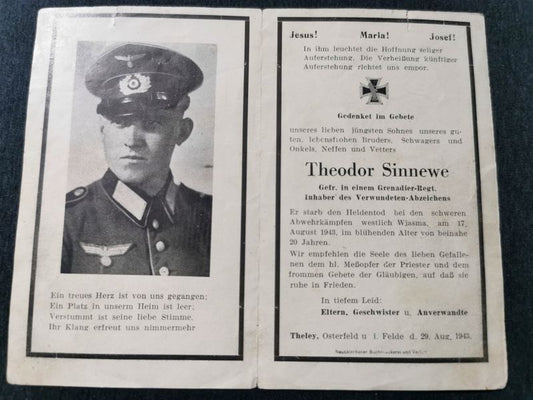 Ein treues Herz ist von uns gegangen;
Ein Platz in unserm Heim ist leer;
Verstummt ist seine liebe Stimme,
Ihr Klang erfreut uns nimmermehr
Jesus! Maria! Josef!
In ihm leuchtet die Hoffnung seliger
Auferstehung. Die Verheißung künftiger
Auferstehung richtet uns empor.
Gedenket im Gebete
unseres lieben jüngsten Sohnes unseres gu-
ten, lebensfrohen Bruders, Schwagers und
Onkels, Neffen und Vetters
Theodor Sinnewe
Gefr. in einem Grenadier-Regt.
Inhaber des Verwundeten-Abzeichens
Er starb den Heldentod bei den schweren
Abwehrkämpfen westlich Wjasma, am 17.
August 1943, im blühenden Alter von beinahe
20 Jahren.
Wir empfehlen die Seele des lieben Gefalle-
nen dem hl. Meßopfer der Priester und dem
frommen Gebete der Gläubigen, auf daß sie
ruhe in Frieden.
In tiefem Leid:
Eltern, Geschwister u. Anverwandte
Theley, Osterfeld u. i. Felde d. 29. Aug. 1943.
Neunkircher Buchdruckerei und Verlag